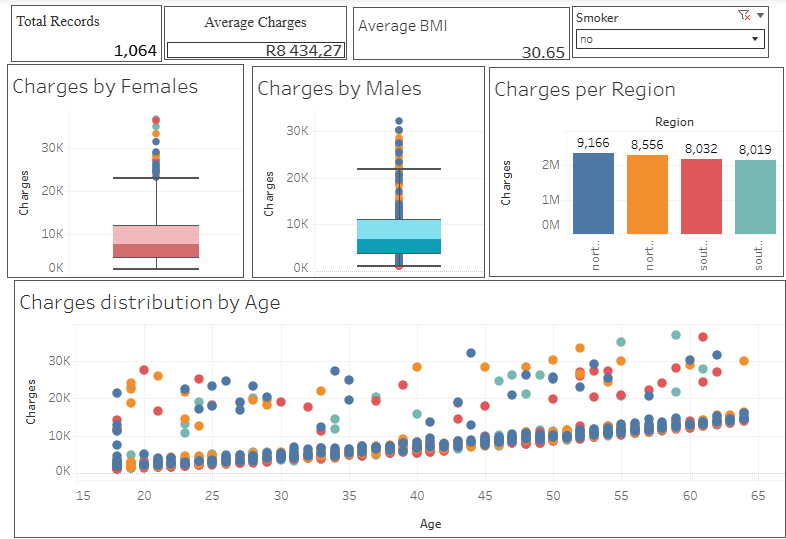 Total Records
1,064
Average Charges
R8 434,27
Average BMI
30.65
Smoker
no
Charges by Females
Charges
30K
20K
10K
0K
Charges by Males
Charges
30K
20K
10K
0K
Charges per Region
Region
Charges
2M
1M
0M
9,166
8,556
8,032
8,019
nort..
nort..
sout..
sout..
Charges distribution by Age
Charges
30K
20K
10K
0K
15
20
25
30
35
40
45
50
55
60
65
Age